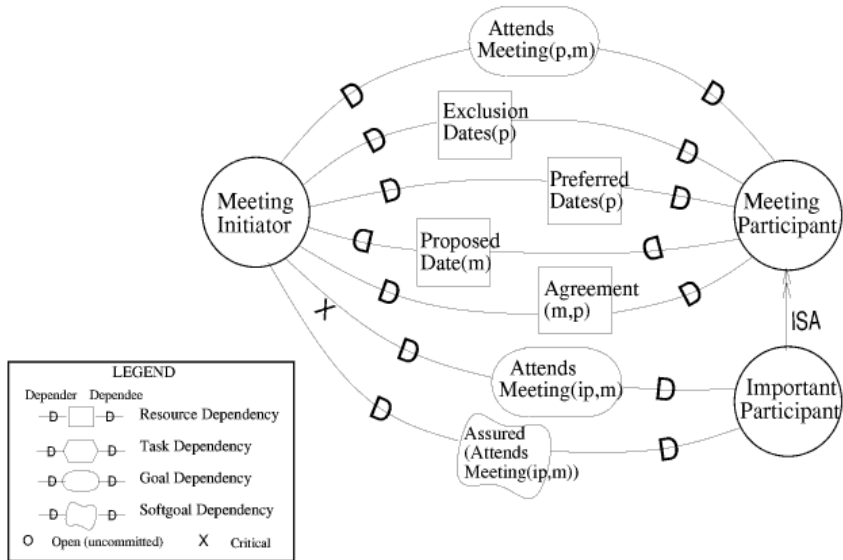 Attends
Meeting(p,m)
D
D
Exclusion
Dates(p)
D
D
Preferred
Dates(p)
D
D
Meeting
Initiator
Meeting
Participant
Proposed
Date(m)
D
D
Agreement
(m,p)
D
D
X
ISA
Attends
Meeting(ip,m)
D
D
Important
Participant
Assured
(Attends
Meeting(ip,m))
D
D
LEGEND
Depender Dependee
D D Resource Dependency
D D Task Dependency
D D Goal Dependency
D D Softgoal Dependency
O Open (uncommitted) X Critical